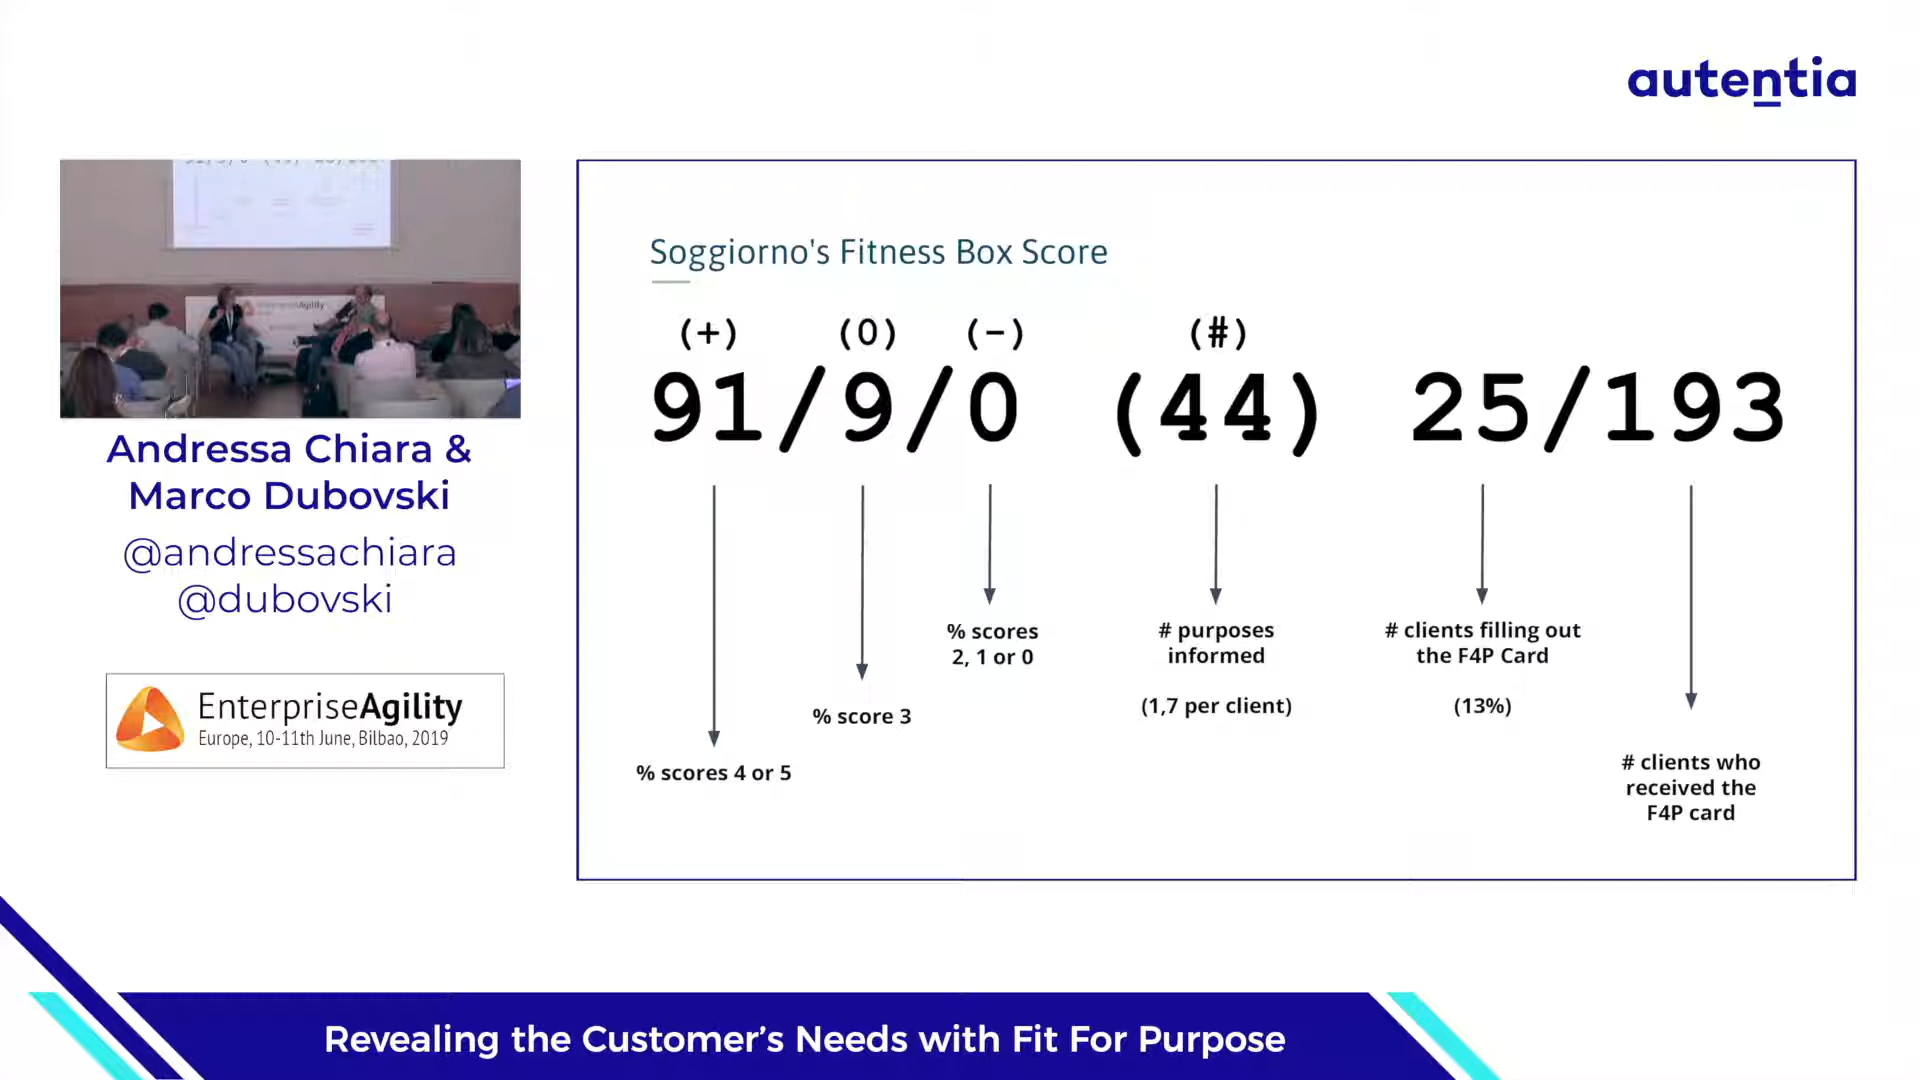 autentia
Andressa Chiara &
Marco Dubovski
@andressachiara
@dubovski
EnterpriseAgility
Europe, 10-11th June, Bilbao, 2019
Soggiorno's Fitness Box Score
(+) (0) (-) (#)
91/9/0 (44) 25/193
% scores
2, 1 or 0
# purposes
informed
(1,7 per client)
# clients filling out
the F4P Card
(13%)
% score 3
% scores 4 or 5
# clients who
received the
F4P card
Revealing the Customer's Needs with Fit For Purpose